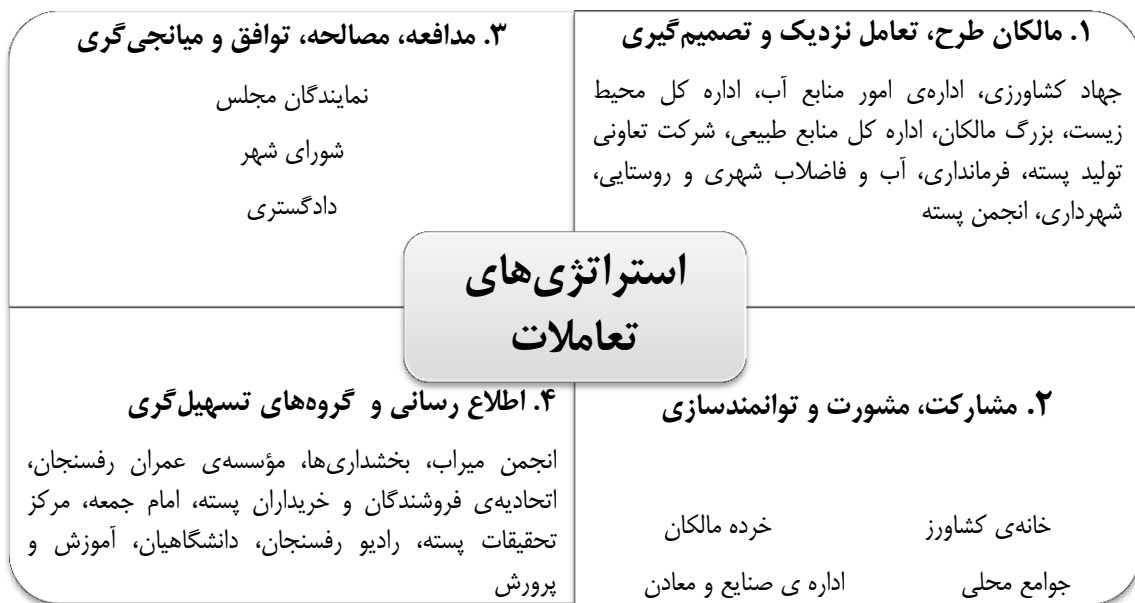 ۱. مالکان طرح، تعامل نزدیک و تصمیم‌گیری
جهاد کشاورزی، اداره‌ی امور منابع آب، اداره کل محیط
زیست، بزرگ مالکان، اداره کل منابع طبیعی، شرکت تعاونی
تولید پسته، فرمانداری، آب و فاضلاب شهری و روستایی،
شهرداری، انجمن پسته
۳. مدافعه، مصالحه، توافق و میانجی‌گری
نمایندگان مجلس
شورای شهر
دادگستری
استراتژی‌های
تعاملات
۲. مشارکت، مشورت و توانمندسازی
خانه‌ی کشاورز خرده مالکان
جوامع محلی اداره ی صنایع و معادن
۴. اطلاع رسانی و گروه‌های تسهیل‌گری
انجمن میراب، بخشداری‌ها، مؤسسه‌ی عمران رفسنجان،
اتحادیه‌ی فروشندگان و خریداران پسته، امام جمعه، مرکز
تحقیقات پسته، رادیو رفسنجان، دانشگاهیان، آموزش و
پرورش